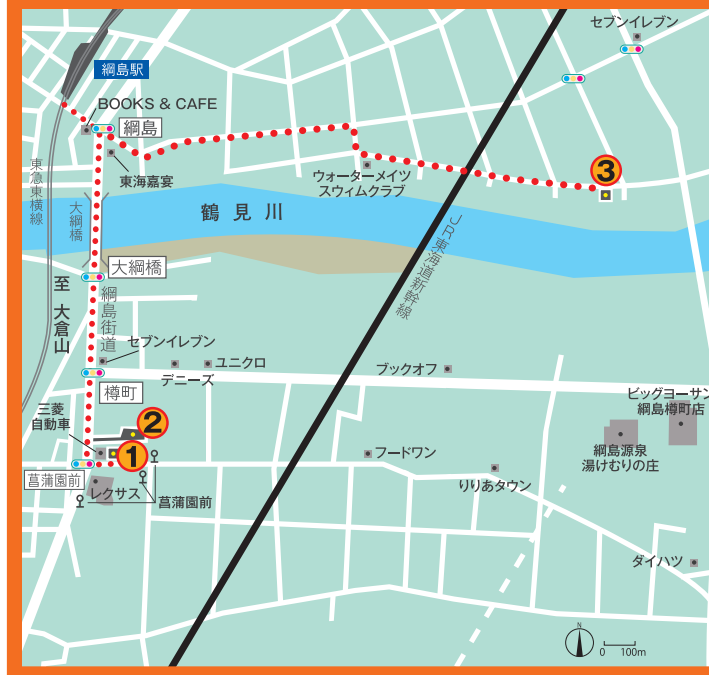 セブンイレブン
綱島駅
BOOKS & CAFE
綱島
東海嘉宴
ウォーターメイツ
スウィムクラブ
3
東急東横線
大綱橋
鶴見川
JR東海道新幹線
大綱橋
至 大倉山
綱島街道
セブンイレブン
ユニクロ
デニーズ
ブックオフ
樽町
三菱
自動車
2
1
ビッグヨーサン
綱島樽町店
綱島源泉
湯けむりの庄
フードワン
りりあタウン
菖蒲園前
レクサス
菖蒲園前
ダイハツ
N
0 100m